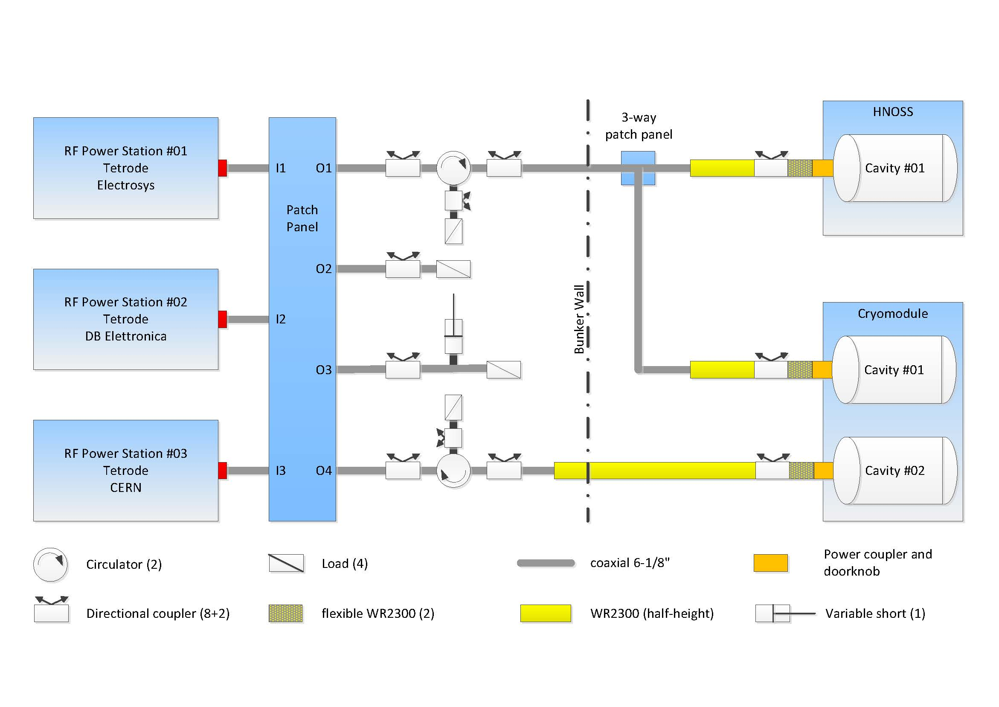 RF Power Station #01
Tetrode
Electrosys
RF Power Station #02
Tetrode
DB Elettronica
RF Power Station #03
Tetrode
CERN
I1
O1
Patch
Panel
O2
I2
O3
I3
O4
Bunker Wall
3-way
patch panel
HNOSS
Cavity #01
Cryomodule
Cavity #01
Cavity #02
Circulator (2)
Load (4)
coaxial 6-1/8"
Power coupler and
doorknob
Directional coupler (8+2)
flexible WR2300 (2)
WR2300 (half-height)
Variable short (1)